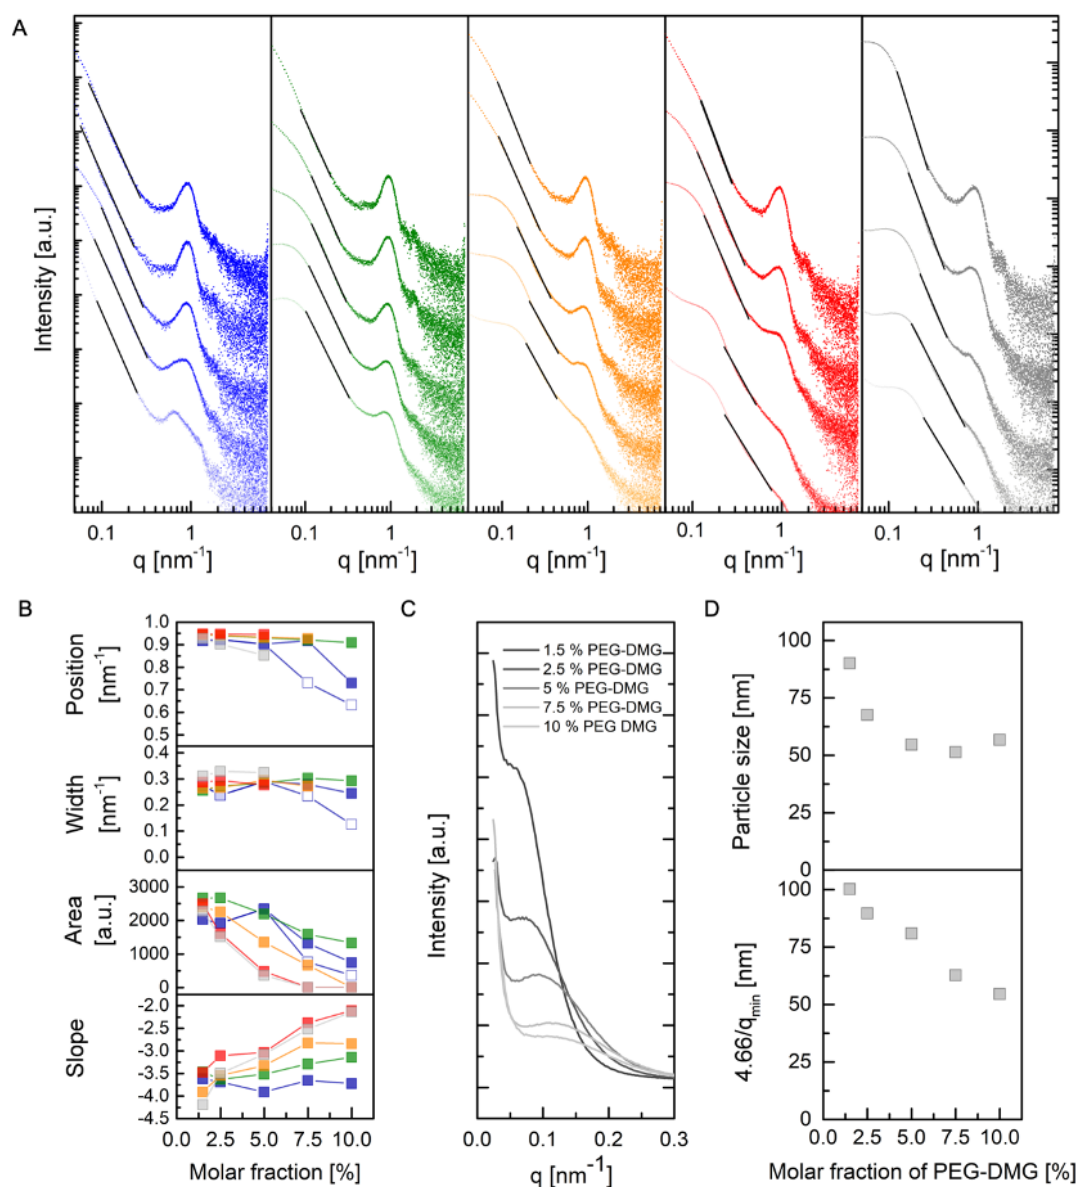 A
Intensity [a.u.]
0.1 1 0.1 1 0.1 1 0.1 1 0.1 1
q [nm⁻¹] q [nm⁻¹] q [nm⁻¹] q [nm⁻¹] q [nm⁻¹]
B
Position
[nm⁻¹]
1.0
0.9
0.8
0.7
0.6
0.5
Width
[nm⁻¹]
0.4
0.3
0.2
0.1
0.0
Area
[a.u.]
3000
2000
1000
0
Slope
-2.0
-2.5
-3.0
-3.5
-4.0
-4.5
0.0 2.5 5.0 7.5 10.0
Molar fraction [%]
C
Intensity [a.u.]
1.5 % PEG-DMG
2.5 % PEG-DMG
5 % PEG-DMG
7.5 % PEG-DMG
10 % PEG DMG
0.0 0.1 0.2 0.3
q [nm⁻¹]
D
Particle size [nm]
100
75
50
25
0
4.66/qmin [nm]
100
75
50
25
0
0.0 2.5 5.0 7.5 10.0
Molar fraction of PEG-DMG [%]